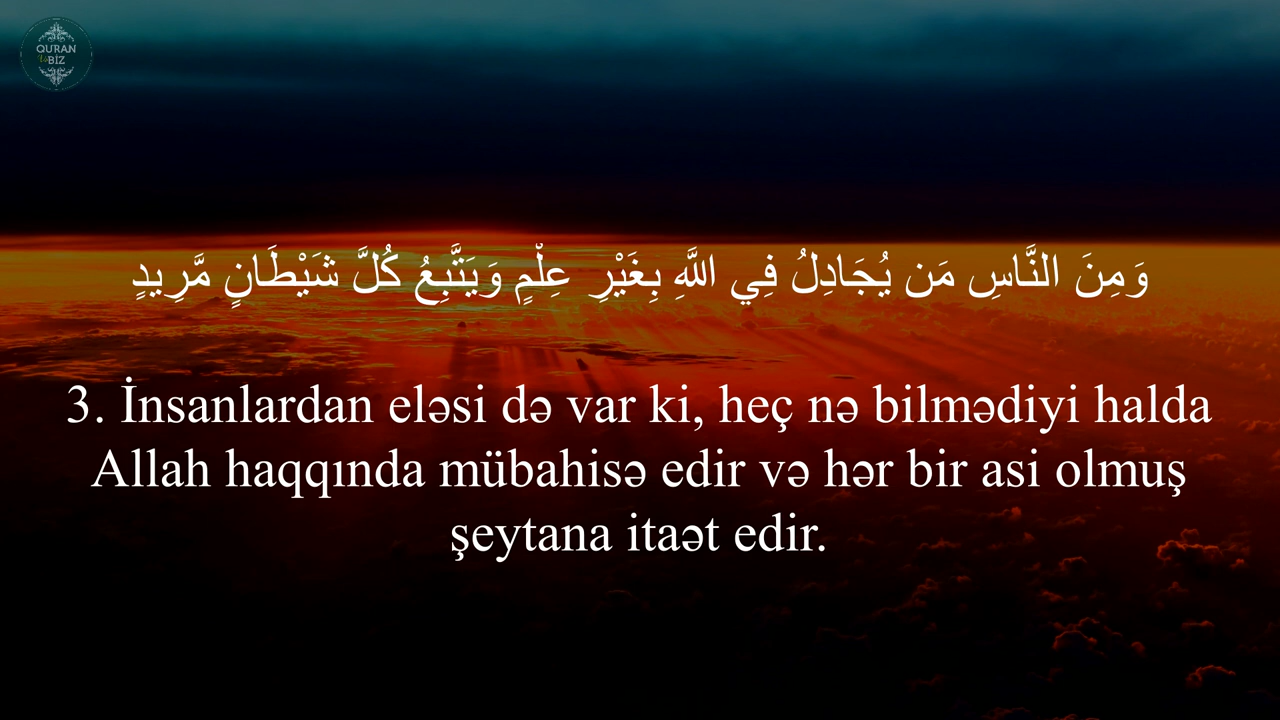 QURAN
Və BİZ
وَمِنَ النَّاسِ مَن يُجَادِلُ فِي اللَّهِ بِغَيْرِ عِلْمٍ وَيَتَّبِعُ كُلَّ شَيْطَانٍ مَّرِيدٍ
3. İnsanlardan eləsi də var ki, heç nə bilmədiyi halda
Allah haqqında mübahisə edir və hər bir asi olmuş
şeytana itaət edir.